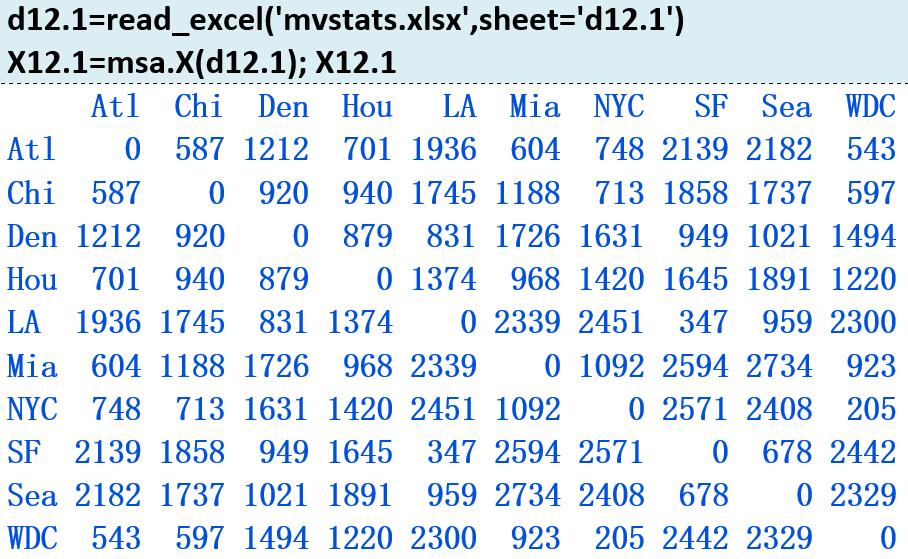 d12.1=read_excel('mvstats.xlsx',sheet='d12.1')
X12.1=msa.X(d12.1); X12.1
Atl Chi Den Hou LA Mia NYC SF Sea WDC
Atl 0 587 1212 701 1936 604 748 2139 2182 543
Chi 587 0 920 940 1745 1188 713 1858 1737 597
Den 1212 920 0 879 831 1726 1631 949 1021 1494
Hou 701 940 879 0 1374 968 1420 1645 1891 1220
LA 1936 1745 831 1374 0 2339 2451 347 959 2300
Mia 604 1188 1726 968 2339 0 1092 2594 2734 923
NYC 748 713 1631 1420 2451 1092 0 2571 2408 205
SF 2139 1858 949 1645 347 2594 2571 0 678 2442
Sea 2182 1737 1021 1891 959 2734 2408 678 0 2329
WDC 543 597 1494 1220 2300 923 205 2442 2329 0